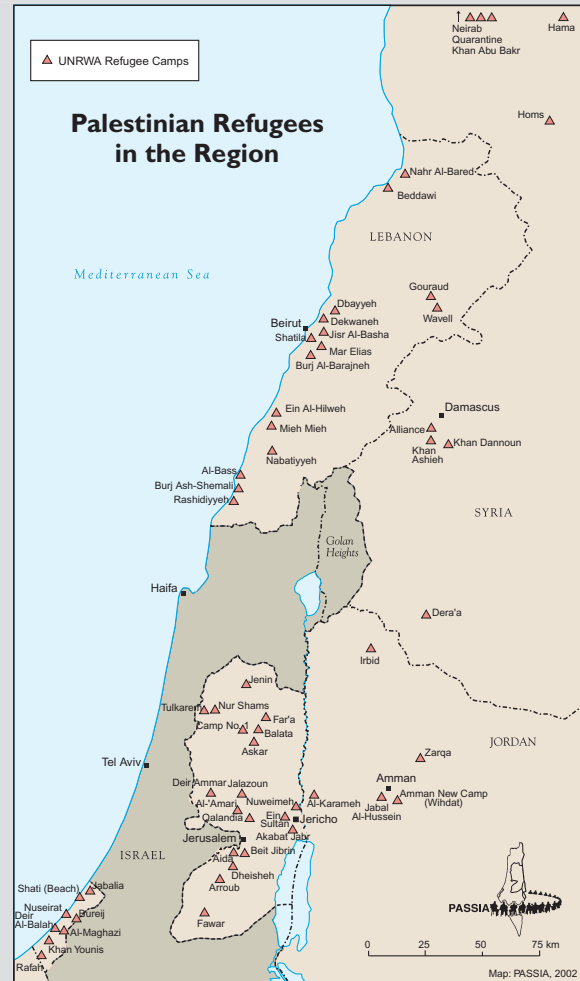 Neirab
Quarantine
Khan Abu Bakr
Hama
UNRWA Refugee Camps
Palestinian Refugees
in the Region
Homs
Nahr Al-Bared
Beddawi
LEBANON
Mediterranean Sea
Gouraud
Wavell
Dbayyeh
Dekwaneh
Beirut
Jisr Al-Basha
Shatila
Mar Elias
Burj Al-Barajneh
Ein Al-Hilweh
Mieh Mieh
Damascus
Alliance
Khan Dannoun
Khan
Ashieh
Nabatiyyeh
Al-Bass
Burj Ash-Shemali
Rashidiyyeh
SYRIA
Golan
Heights
Haifa
Dera'a
Irbid
Jenin
Tulkarem
Nur Shams
Far'a
Camp No. 1
Balata
Askar
JORDAN
Zarqa
Tel Aviv
Amman
Deir Ammar
Jalazoun
Al-'Amari
Nuweimeh
Al-Karameh
Amman New Camp
(Wihdat)
Jabal
Al-Hussein
Qalandia
Ein
Sultan
Jericho
Akabat Jabr
Jerusalem
Beit Jibrin
Aida
ISRAEL
Dheisheh
Arroub
Fawar
Shati (Beach)
Jabalia
Nuseirat
Bureij
Deir
Al-Balah
Al-Maghazi
Khan Younis
Rafah
PASSIA
0 25 50 75 km
Map: PASSIA, 2002